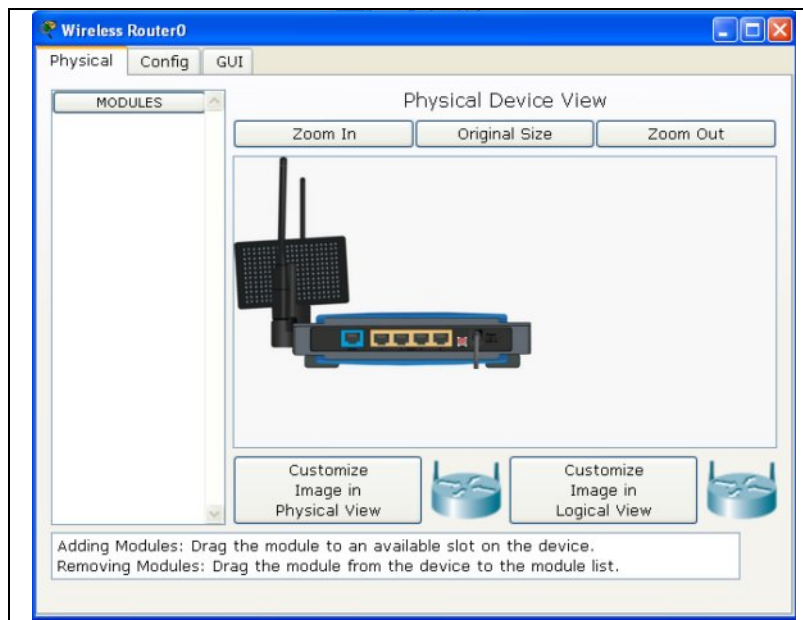 Wireless Router0
Physical Config GUI
MODULES
Physical Device View
Zoom In Original Size Zoom Out
Customize
Image in
Physical View
Customize
Image in
Logical View
Adding Modules: Drag the module to an available slot on the device.
Removing Modules: Drag the module from the device to the module list.